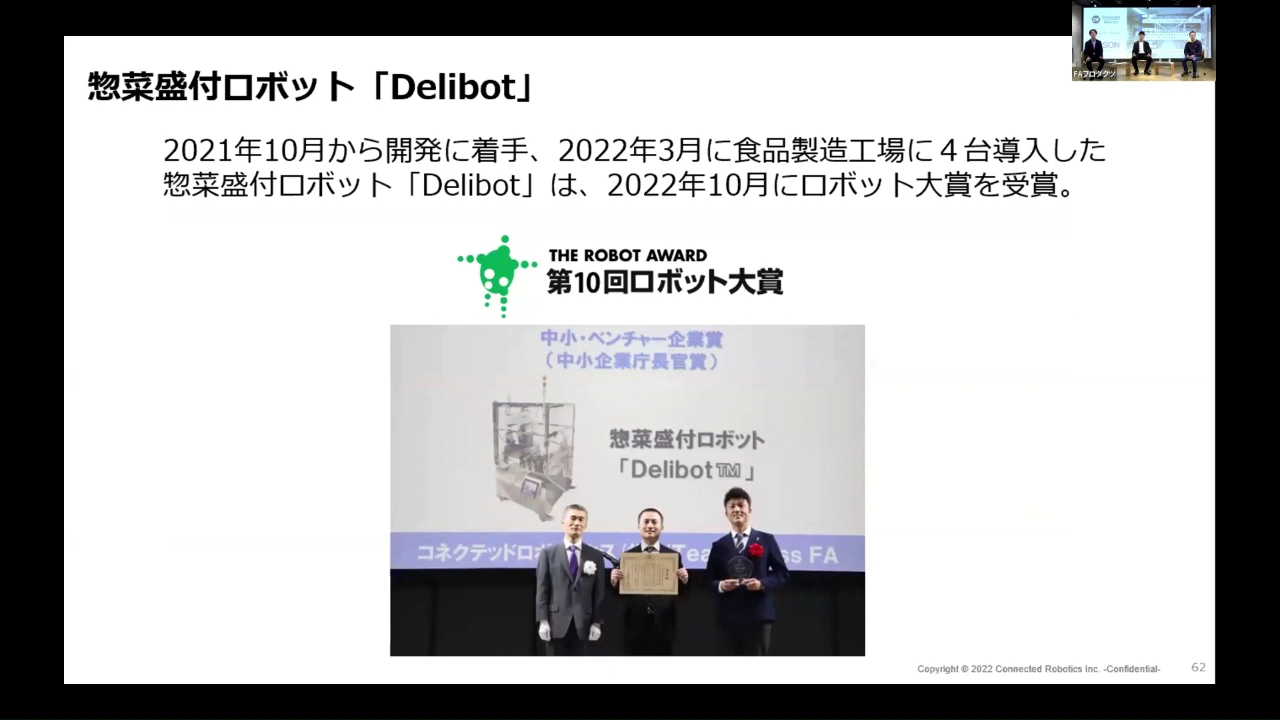 惣菜盛付ロボット「Delibot」
2021年10月から開発に着手、2022年3月に食品製造工場に４台導入した
惣菜盛付ロボット「Delibot」は、2022年10月にロボット大賞を受賞。
THE ROBOT AWARD
第10回ロボット大賞
中小・ベンチャー企業賞
（中小企業庁長官賞）
惣菜盛付ロボット
「Delibot™」
コネクテッドロボ
FA
FAプロダクツ
Copyright © 2022 Connected Robotics Inc. -Confidential-
62